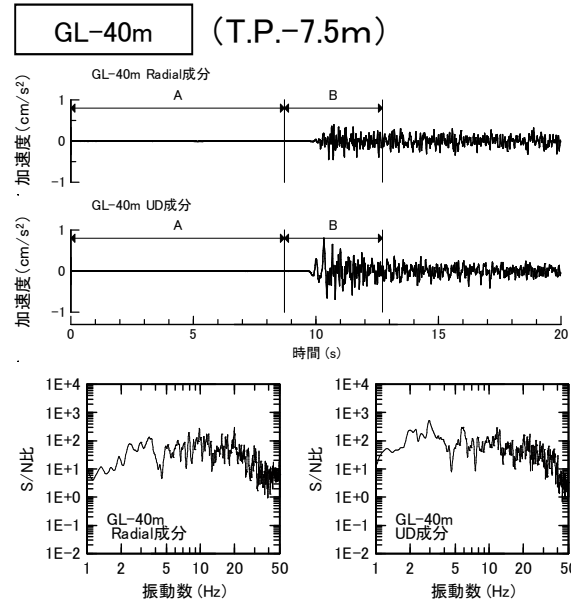 GL-40m (T.P.-7.5m)
GL-40m Radial成分
1
0
-1
加速度(cm/s²)
A B
GL-40m UD成分
1
0
-1
加速度(cm/s²)
A B
0 5 10 15 20
時間(s)
1E+4
1E+3
1E+2
1E+1
1E+0
1E-1
1E-2
S/N比
GL-40m
Radial成分
1 2 5 10 20 50
振動数(Hz)
1E+4
1E+3
1E+2
1E+1
1E+0
1E-1
1E-2
S/N比
GL-40m
UD成分
1 2 5 10 20 50
振動数(Hz)